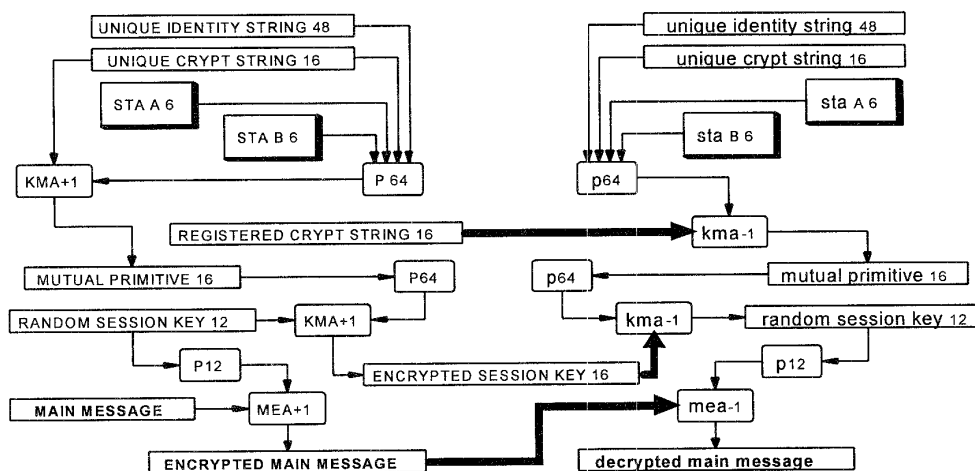 UNIQUE IDENTITY STRING 48
unique identity string 48
UNIQUE CRYPT STRING 16
unique crypt string 16
STA A 6
sta A 6
STA B 6
sta B 6
KMA+1
P 64
p64
REGISTERED CRYPT STRING 16
kma-1
MUTUAL PRIMITIVE 16
P64
p64
mutual primitive 16
RANDOM SESSION KEY 12
KMA+1
kma-1
random session key 12
P12
ENCRYPTED SESSION KEY 16
p12
MAIN MESSAGE
MEA+1
mea-1
ENCRYPTED MAIN MESSAGE
decrypted main message